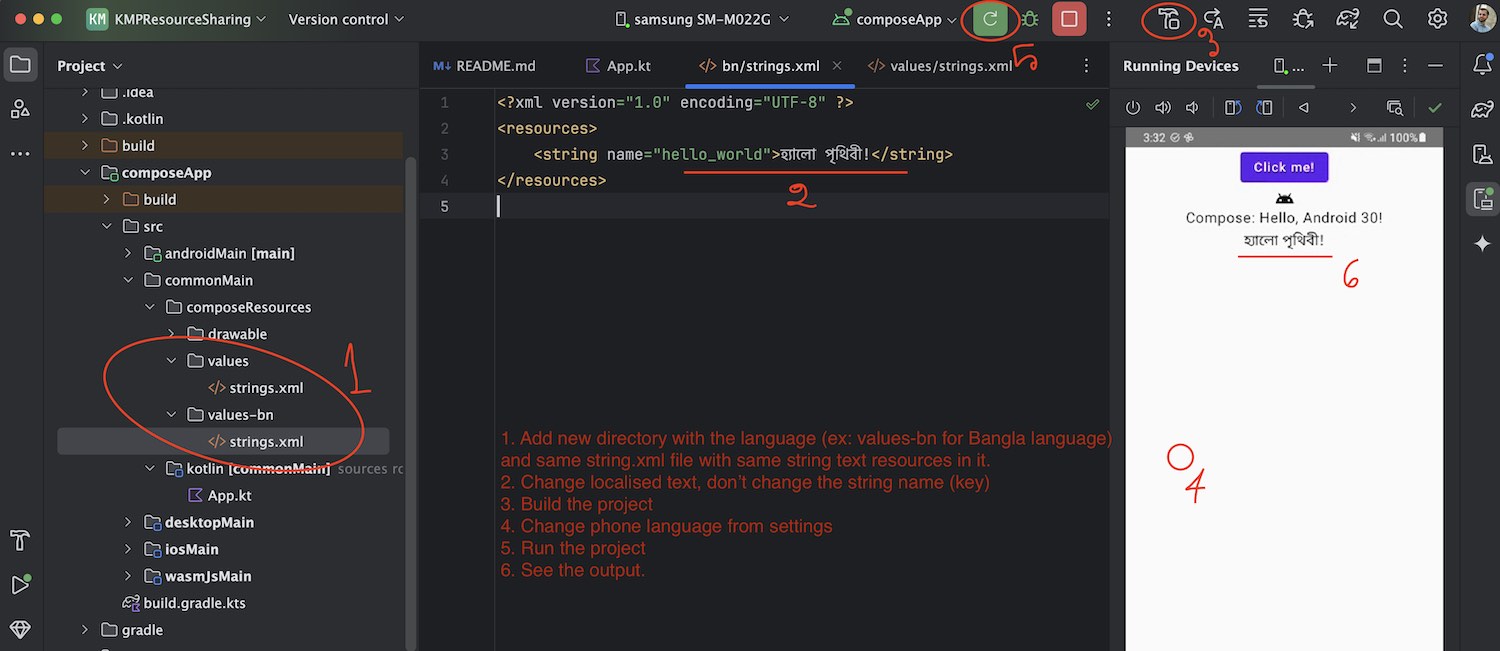 KM KMPResourceSharing Version control samsung SM-M022G composeApp
5
3
Project
.idea
.kotlin
build
composeApp
build
src
androidMain [main]
commonMain
composeResources
drawable
values
strings.xml
values-bn
strings.xml
1
kotlin [commonMain] sources ro
App.kt
desktopMain
iosMain
wasmJsMain
build.gradle.kts
gradle
M↓ README.md App.kt </> bn/strings.xml </> values/strings.xml
1 <?xml version="1.0" encoding="UTF-8" ?>
2 <resources>
3 <string name="hello_world">হ্যালো পৃথিবী!</string>
4 </resources>
5
2
1. Add new directory with the language (ex: values-bn for Bangla language)
and same string.xml file with same string text resources in it.
2. Change localised text, don't change the string name (key)
3. Build the project
4. Change phone language from settings
5. Run the project
6. See the output.
Running Devices ...
3:32 100%
Click me!
Compose: Hello, Android 30!
হ্যালো পৃথিবী!
6
4